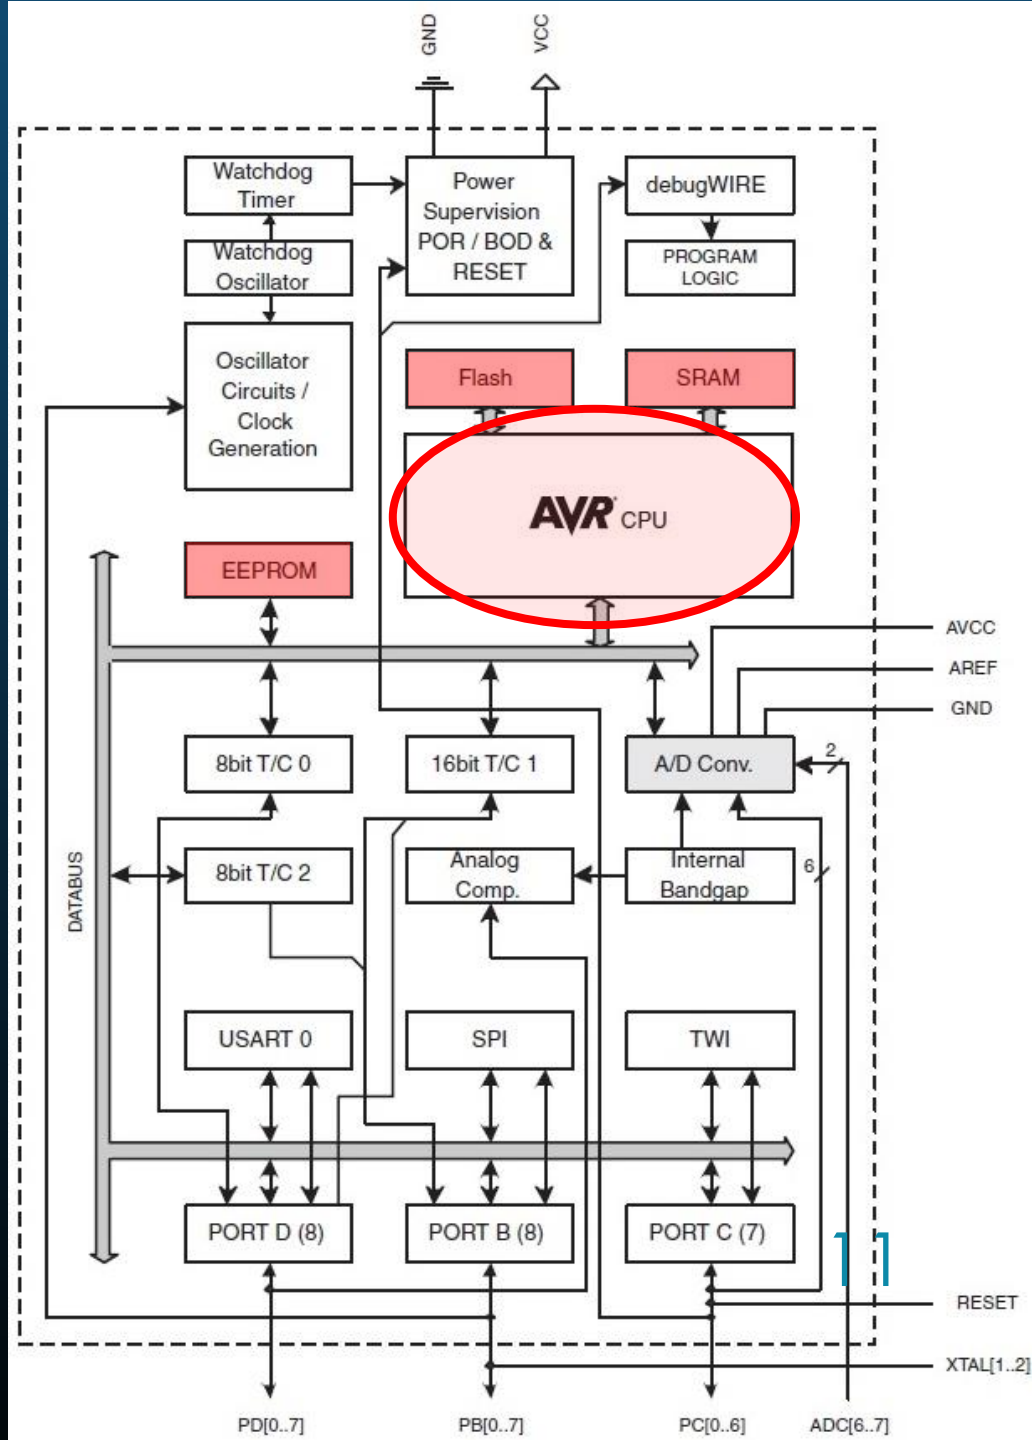 GND
VCC
Watchdog
Timer
Power
Supervision
POR / BOD &
RESET
debugWIRE
Watchdog
Oscillator
PROGRAM
LOGIC
Oscillator
Circuits /
Clock
Generation
Flash
SRAM
AVR CPU
EEPROM
AVCC
AREF
GND
8bit T/C 0
16bit T/C 1
A/D Conv.
2
DATABUS
8bit T/C 2
Analog
Comp.
Internal
Bandgap
6
USART 0
SPI
TWI
PORT D (8)
PORT B (8)
PORT C (7)
11
RESET
XTAL[1..2]
PD[0..7]
PB[0..7]
PC[0..6]
ADC[6..7]